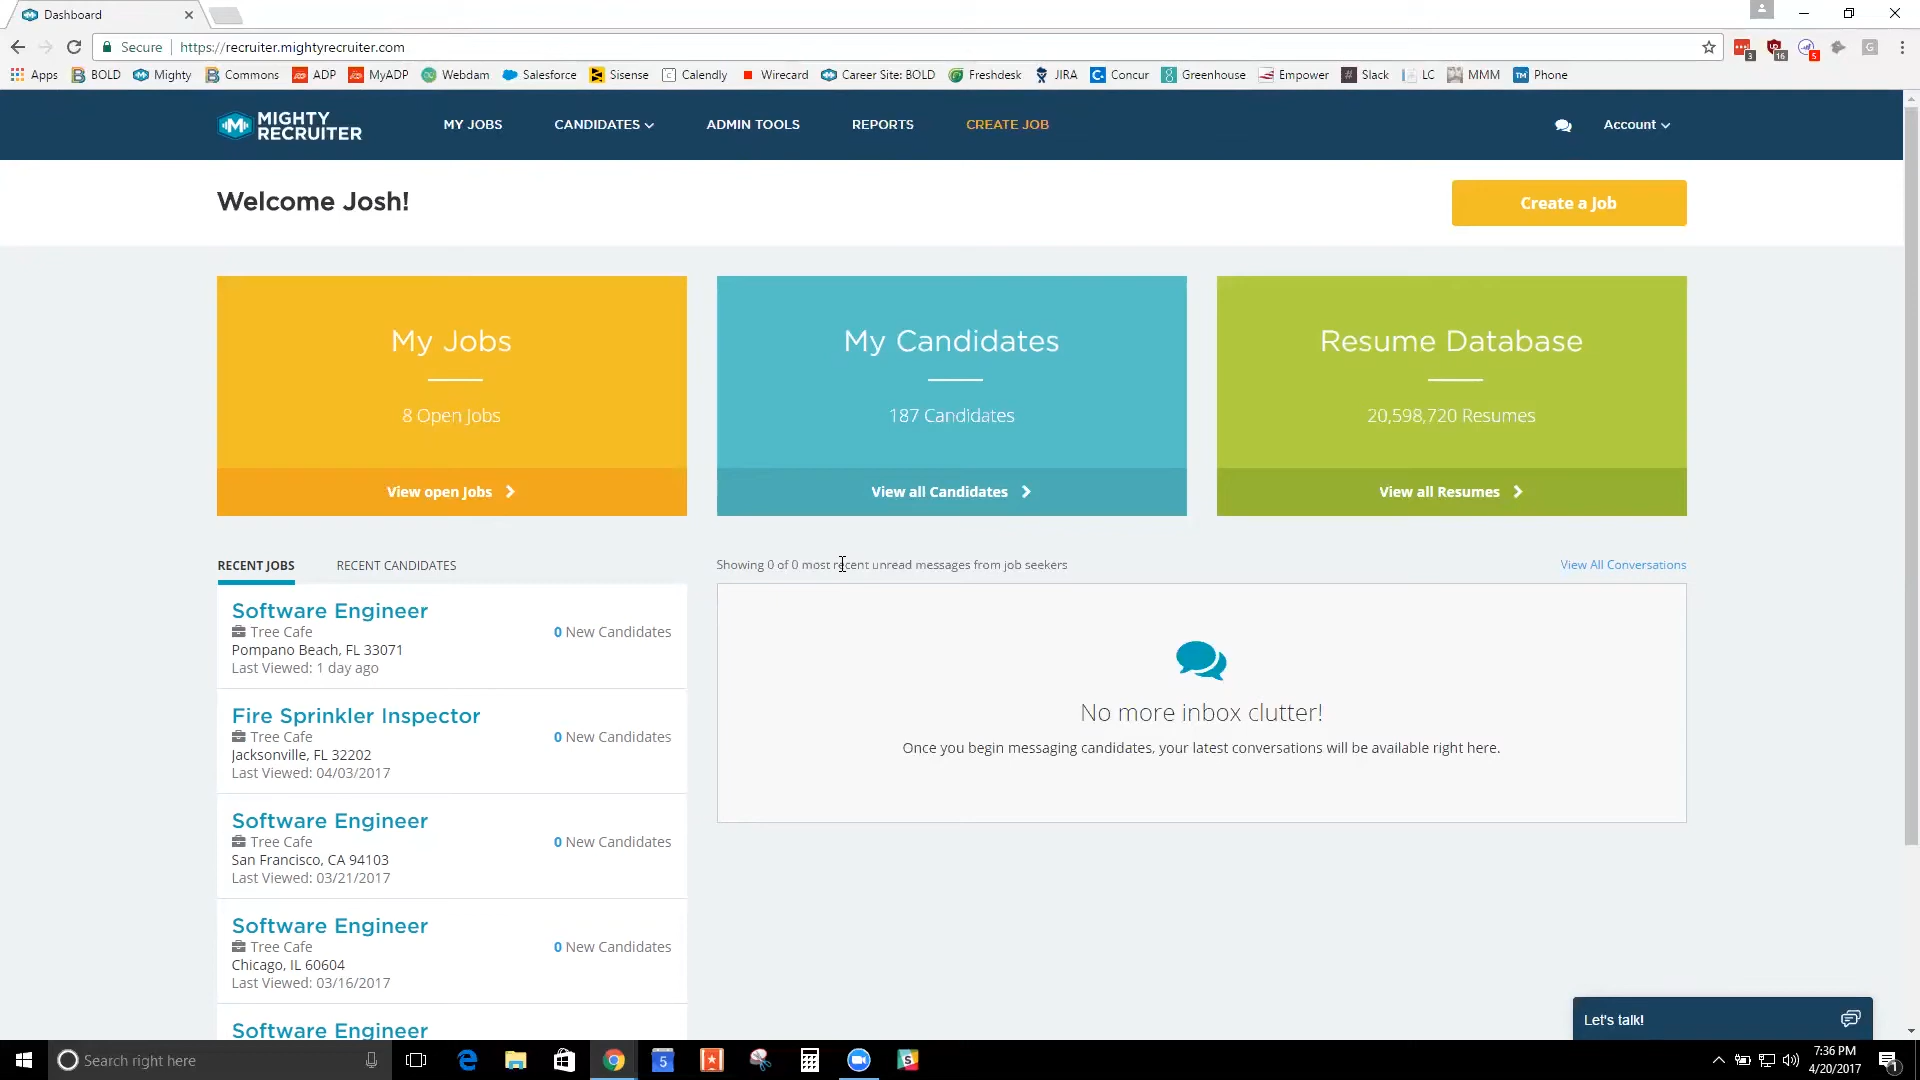 Dashboard
Secure https://recruiter.mightyrecruiter.com
3 16 5 G
Apps BOLD Mighty Commons ADP MyADP Webdam Salesforce Sisense Calendly Wirecard Career Site: BOLD Freshdesk JIRA Concur Greenhouse Empower Slack LC MMM Phone
MIGHTY RECRUITER
MY JOBS CANDIDATES ADMIN TOOLS REPORTS CREATE JOB Account
Welcome Josh!
Create a Job
My Jobs
8 Open Jobs
View open Jobs
My Candidates
187 Candidates
View all Candidates
Resume Database
20,598,720 Resumes
View all Resumes
RECENT JOBS RECENT CANDIDATES
Software Engineer
Tree Cafe
0 New Candidates
Pompano Beach, FL 33071
Last Viewed: 1 day ago
Fire Sprinkler Inspector
Tree Cafe
0 New Candidates
Jacksonville, FL 32202
Last Viewed: 04/03/2017
Software Engineer
Tree Cafe
0 New Candidates
San Francisco, CA 94103
Last Viewed: 03/21/2017
Software Engineer
Tree Cafe
0 New Candidates
Chicago, IL 60604
Last Viewed: 03/16/2017
Software Engineer
Showing 0 of 0 most recent unread messages from job seekers
View All Conversations
No more inbox clutter!
Once you begin messaging candidates, your latest conversations will be available right here.
Let's talk!
Search right here
5
7:36 PM
4/20/2017
1